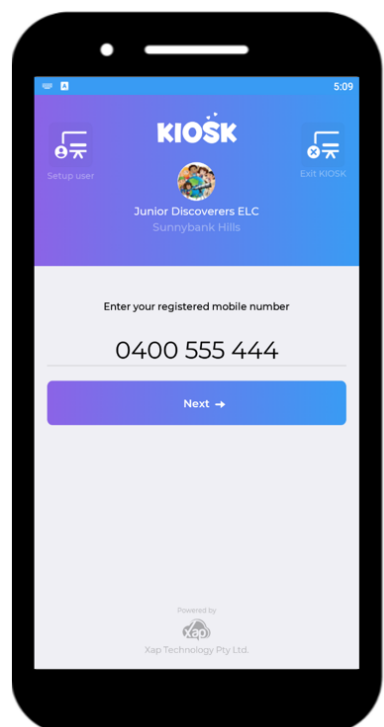 5:09
KIOSK
Setup user
Exit KIOSK
Junior Discoverers ELC
Sunnybank Hills
Enter your registered mobile number
0400 555 444
Next →
Powered by
Xap
Xap Technology Pty Ltd.